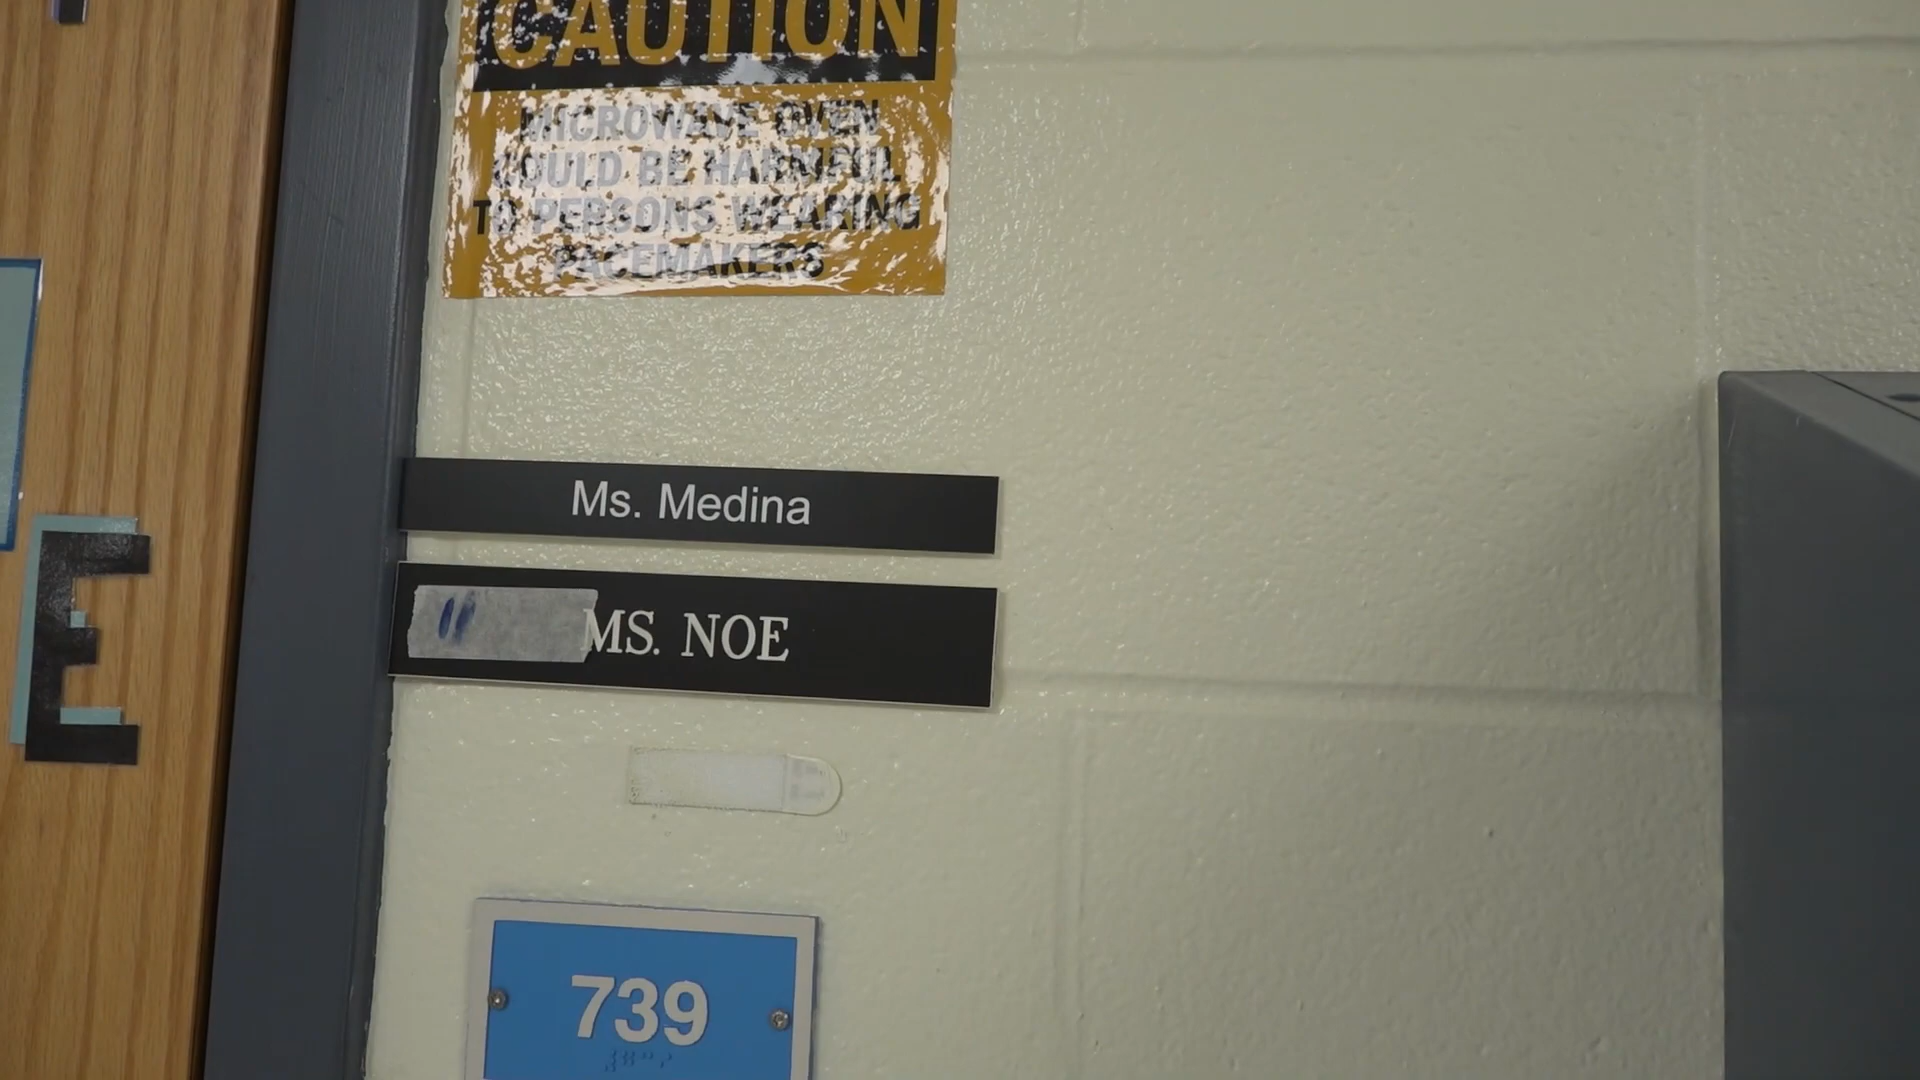 CAUTION
MICROWAVE OVEN
COULD BE HARMFUL
TO PERSONS WEARING
PACEMAKERS
Ms. Medina
E
" MS. NOE
739